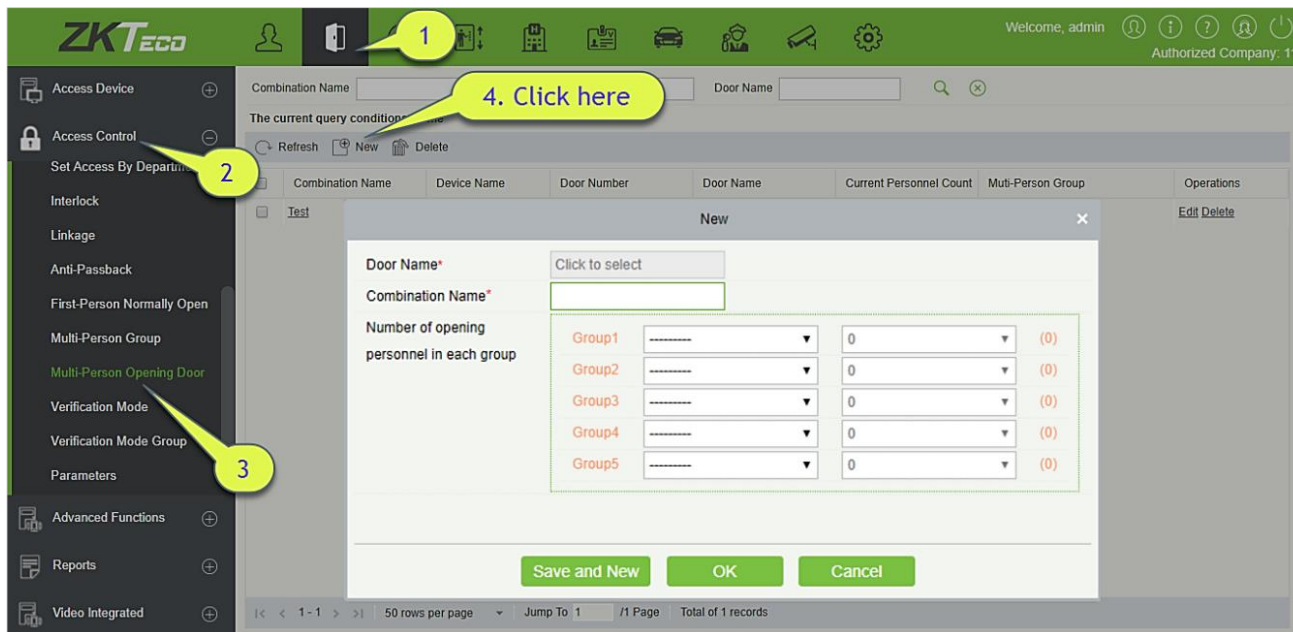 ZKTeco
1
Welcome, admin
Authorized Company: 1
Access Device
Access Control
2
Interlock
Linkage
Anti-Passback
First-Person Normally Open
Multi-Person Group
Multi-Person Opening Door
Verification Mode
Verification Mode Group
Parameters
3
Advanced Functions
Reports
Video Integrated
Combination Name
4. Click here
Door Name
The current query
Refresh New Delete
Combination Name Device Name Door Number Door Name Current Personnel Count Muti-Person Group Operations
Test Edit Delete
New
Door Name* Click to select
Combination Name*
Number of opening
personnel in each group
Group1 --------- 0 (0)
Group2 --------- 0 (0)
Group3 --------- 0 (0)
Group4 --------- 0 (0)
Group5 --------- 0 (0)
Save and New OK Cancel
|< < 1 - 1 > >| 50 rows per page Jump To 1 /1 Page Total of 1 records